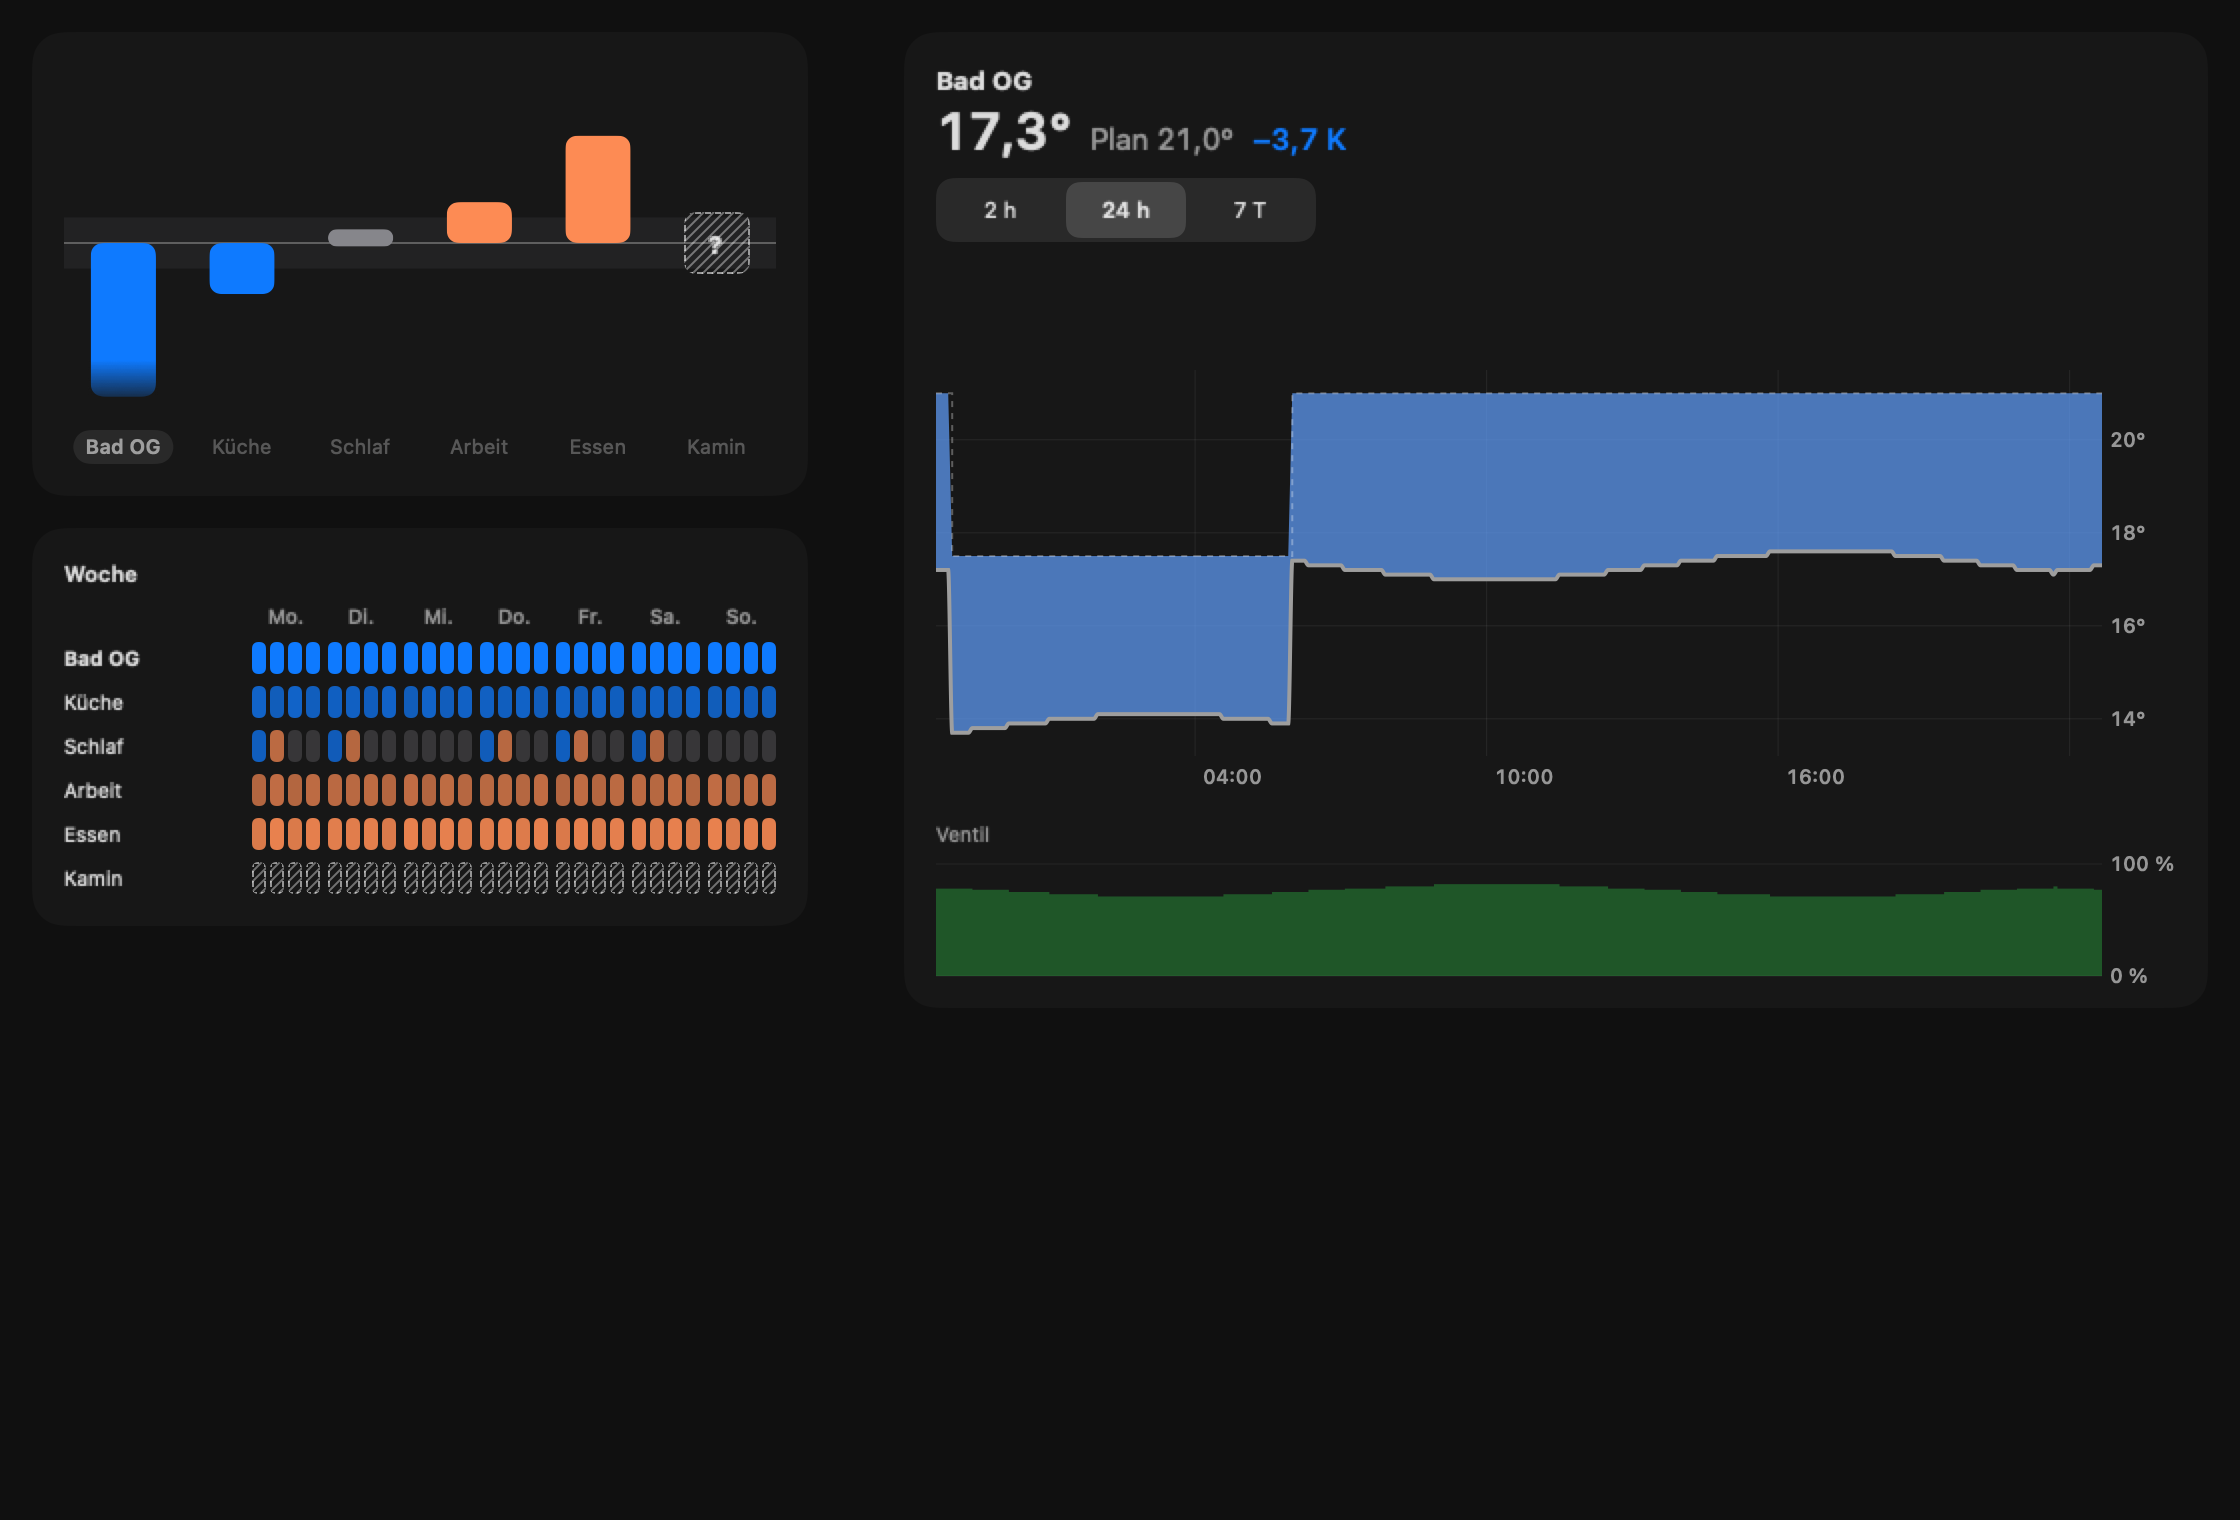 ?
Bad OG Küche Schlaf Arbeit Essen Kamin
Woche
Mo. Di. Mi. Do. Fr. Sa. So.
Bad OG
Küche
Schlaf
Arbeit
Essen
Kamin
Bad OG
17,3° Plan 21,0° –3,7 K
2 h 24 h 7 T
20°
18°
16°
14°
04:00 10:00 16:00
Ventil
100 %
0 %